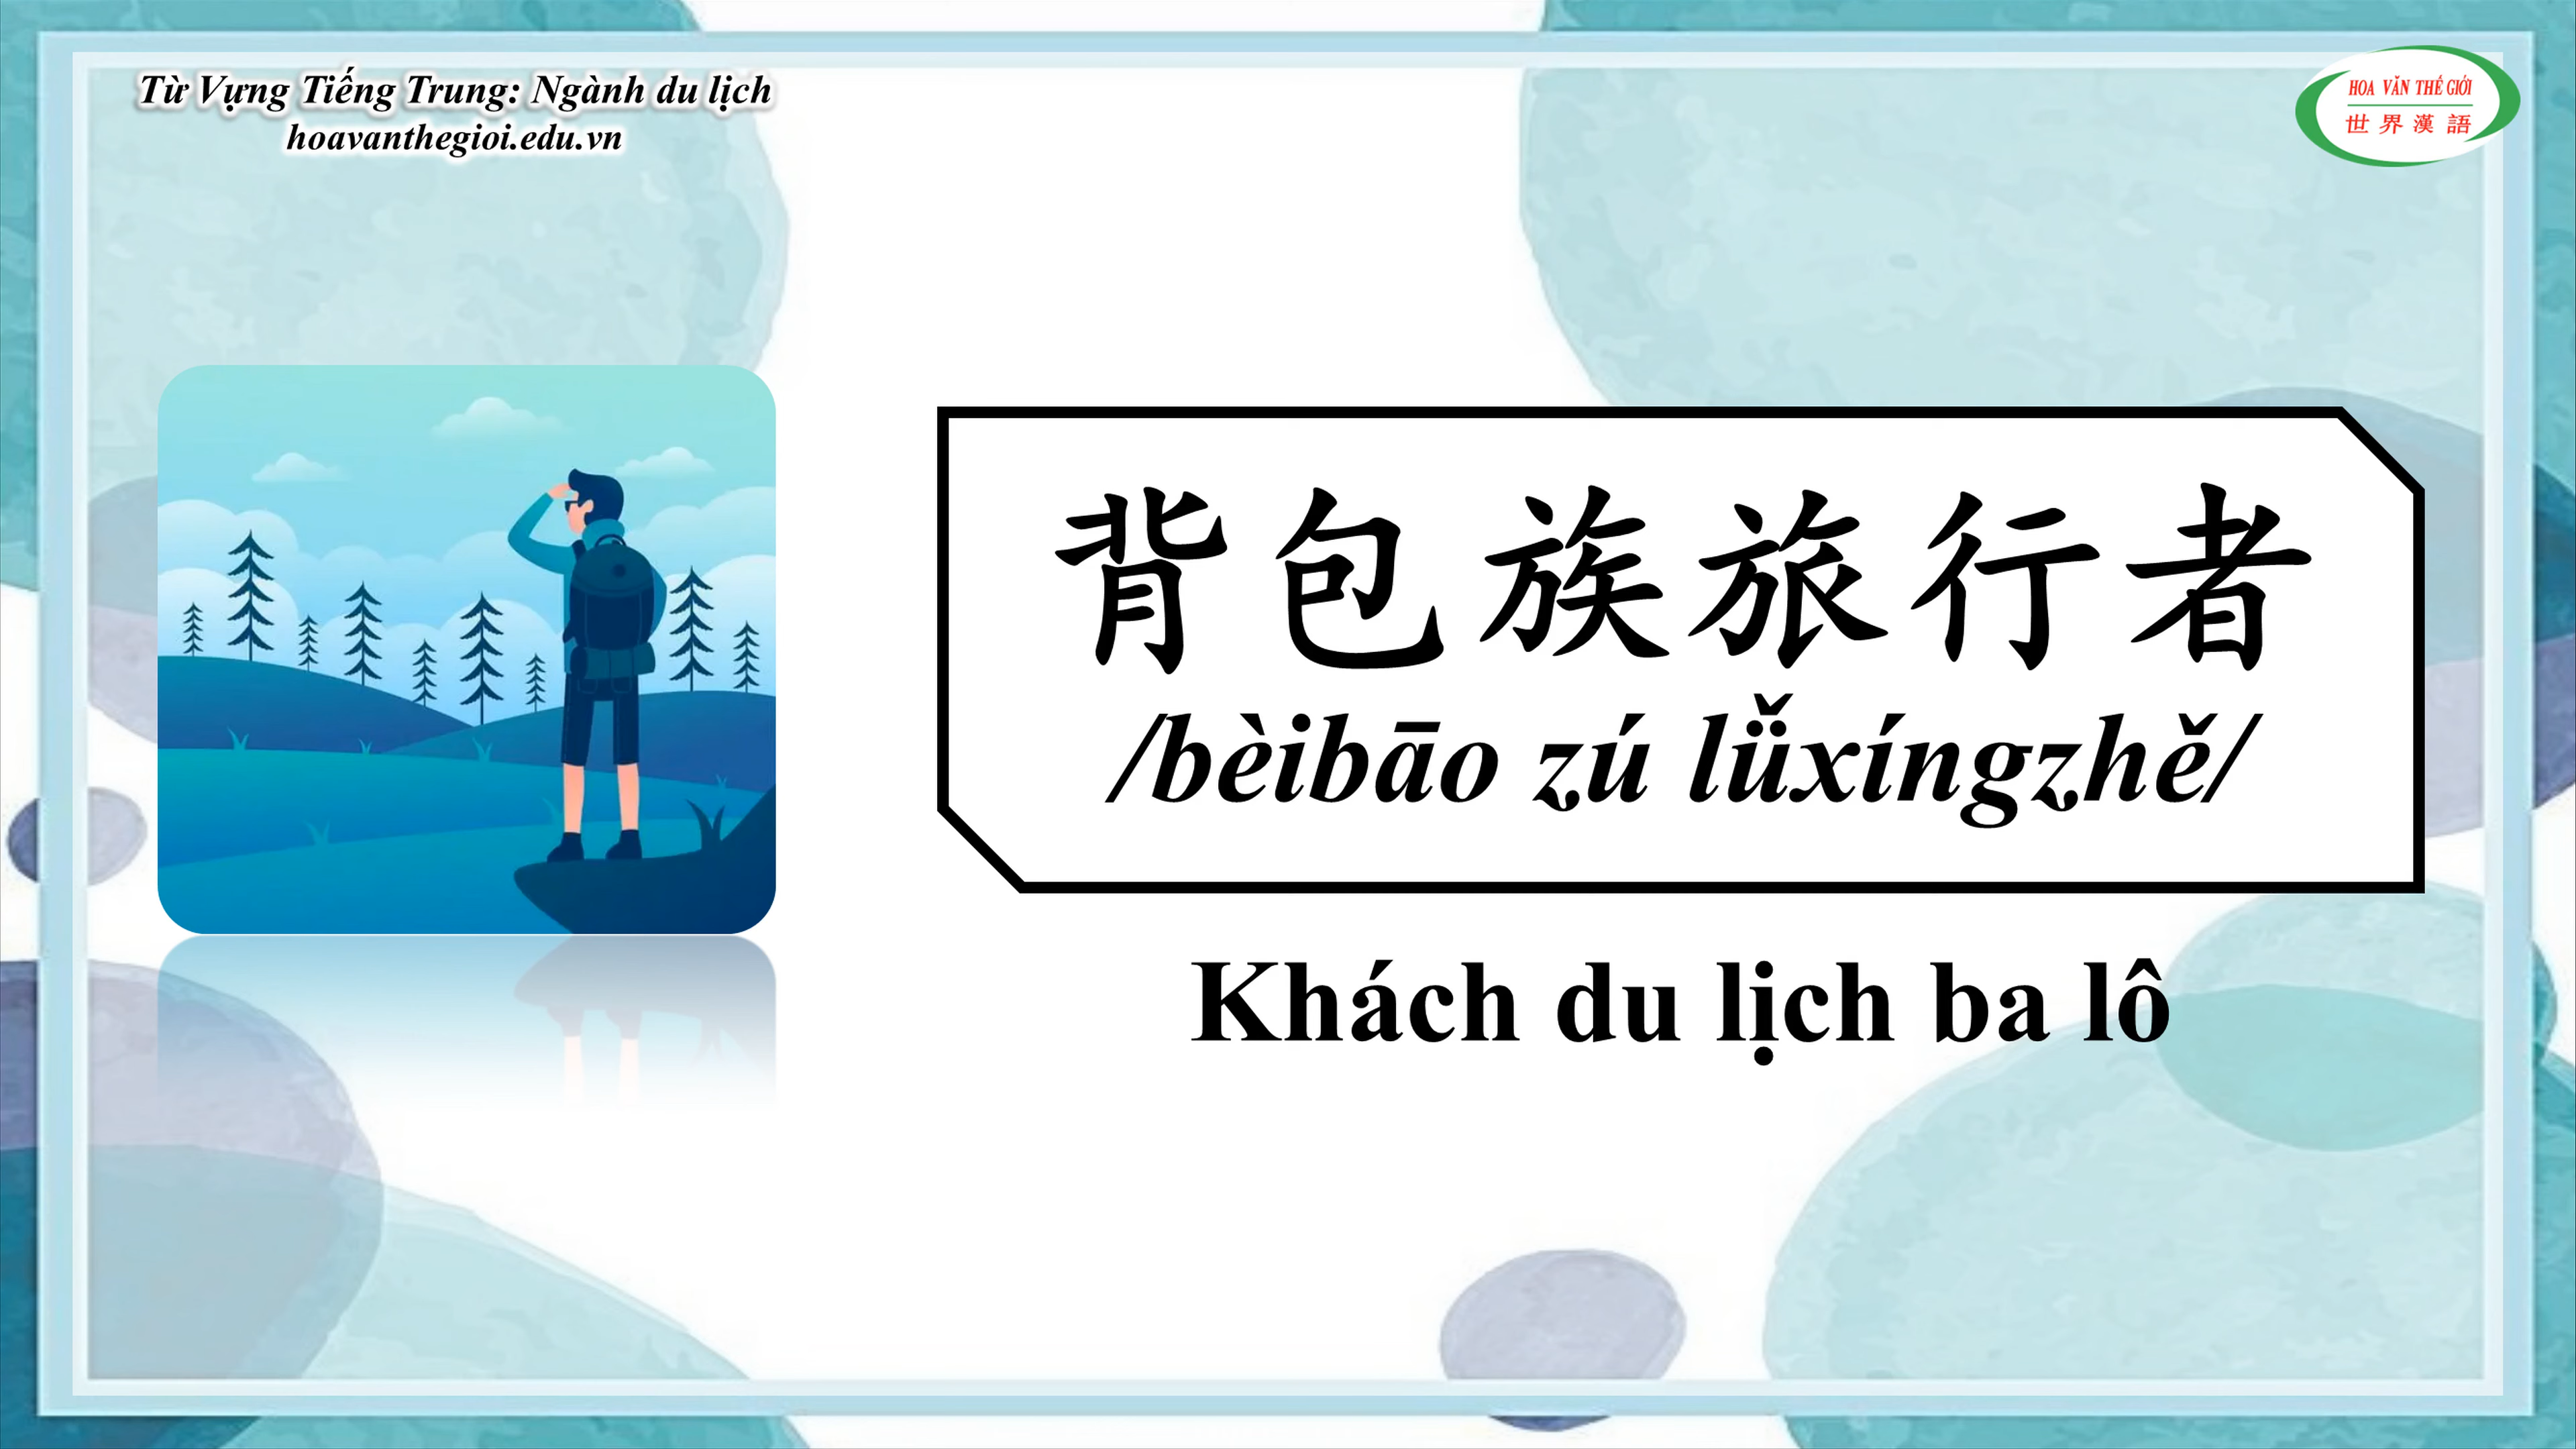 Từ Vựng Tiếng Trung: Ngành du lịch
hoavanthegioi.edu.vn
HOA VĂN THẾ GIỚI
世界漢語
背包族旅行者
/bèibāo zú lǚxíngzhě/
Khách du lịch ba lô